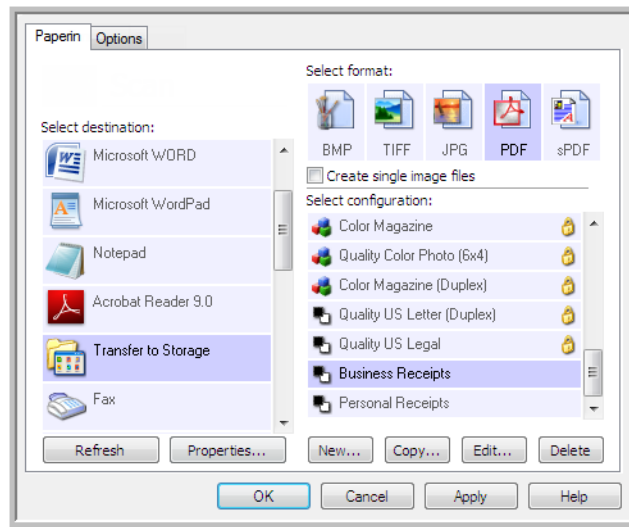 Paperin Options
Select format:
BMP TIFF JPG PDF sPDF
Create single image files
Select destination:
Microsoft WORD
Microsoft WordPad
Notepad
Acrobat Reader 9.0
Transfer to Storage
Fax
Refresh Properties...
Select configuration:
Color Magazine
Quality Color Photo (6x4)
Color Magazine (Duplex)
Quality US Letter (Duplex)
Quality US Legal
Business Receipts
Personal Receipts
New... Copy... Edit... Delete
OK Cancel Apply Help